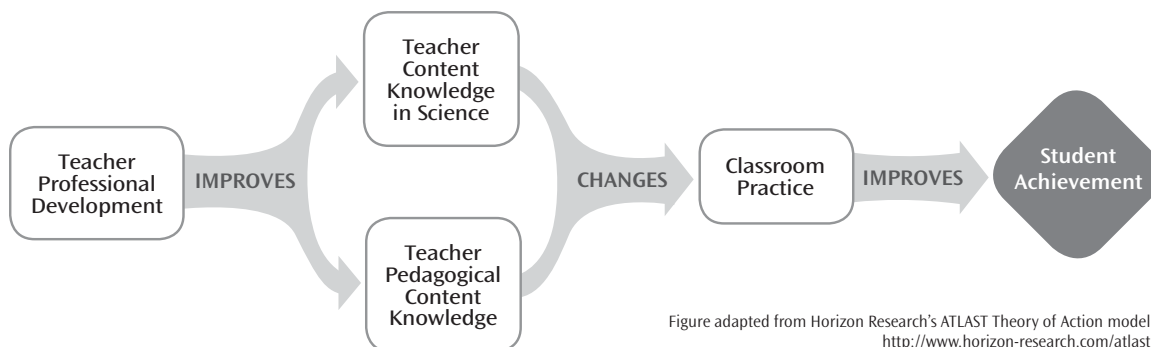 Teacher
Professional
Development
IMPROVES
Teacher
Content
Knowledge
in Science
Teacher
Pedagogical
Content
Knowledge
CHANGES
Classroom
Practice
IMPROVES
Student
Achievement
Figure adapted from Horizon Research’s ATLAST Theory of Action model
http://www.horizon-research.com/atlast